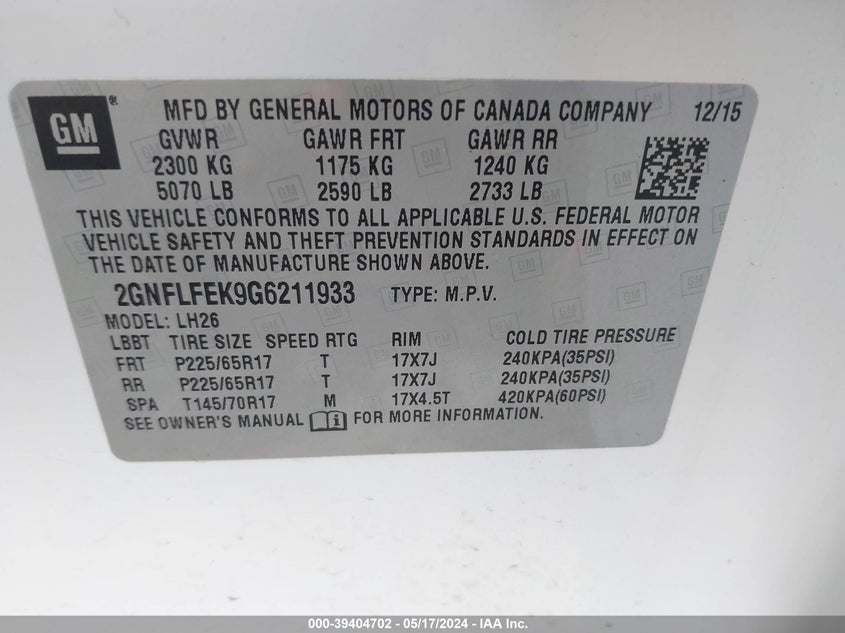 GM ® MFD BY GENERAL MOTORS OF CANADA COMPANY 12/15
GVWR GAWR FRT GAWR RR
2300 KG 1175 KG 1240 KG
5070 LB 2590 LB 2733 LB
THIS VEHICLE CONFORMS TO ALL APPLICABLE U.S. FEDERAL MOTOR
VEHICLE SAFETY AND THEFT PREVENTION STANDARDS IN EFFECT ON
THE DATE OF MANUFACTURE SHOWN ABOVE.
2GNFLFEK9G6211933 TYPE: M.P.V.
MODEL: LH26
LBBT TIRE SIZE SPEED RTG RIM COLD TIRE PRESSURE
FRT P225/65R17 T 17X7J 240KPA(35PSI)
RR P225/65R17 T 17X7J 240KPA(35PSI)
SPA T145/70R17 M 17X4.5T 420KPA(60PSI)
SEE OWNER'S MANUAL FOR MORE INFORMATION.
000-39404702 - 05/17/2024 - IAA Inc.